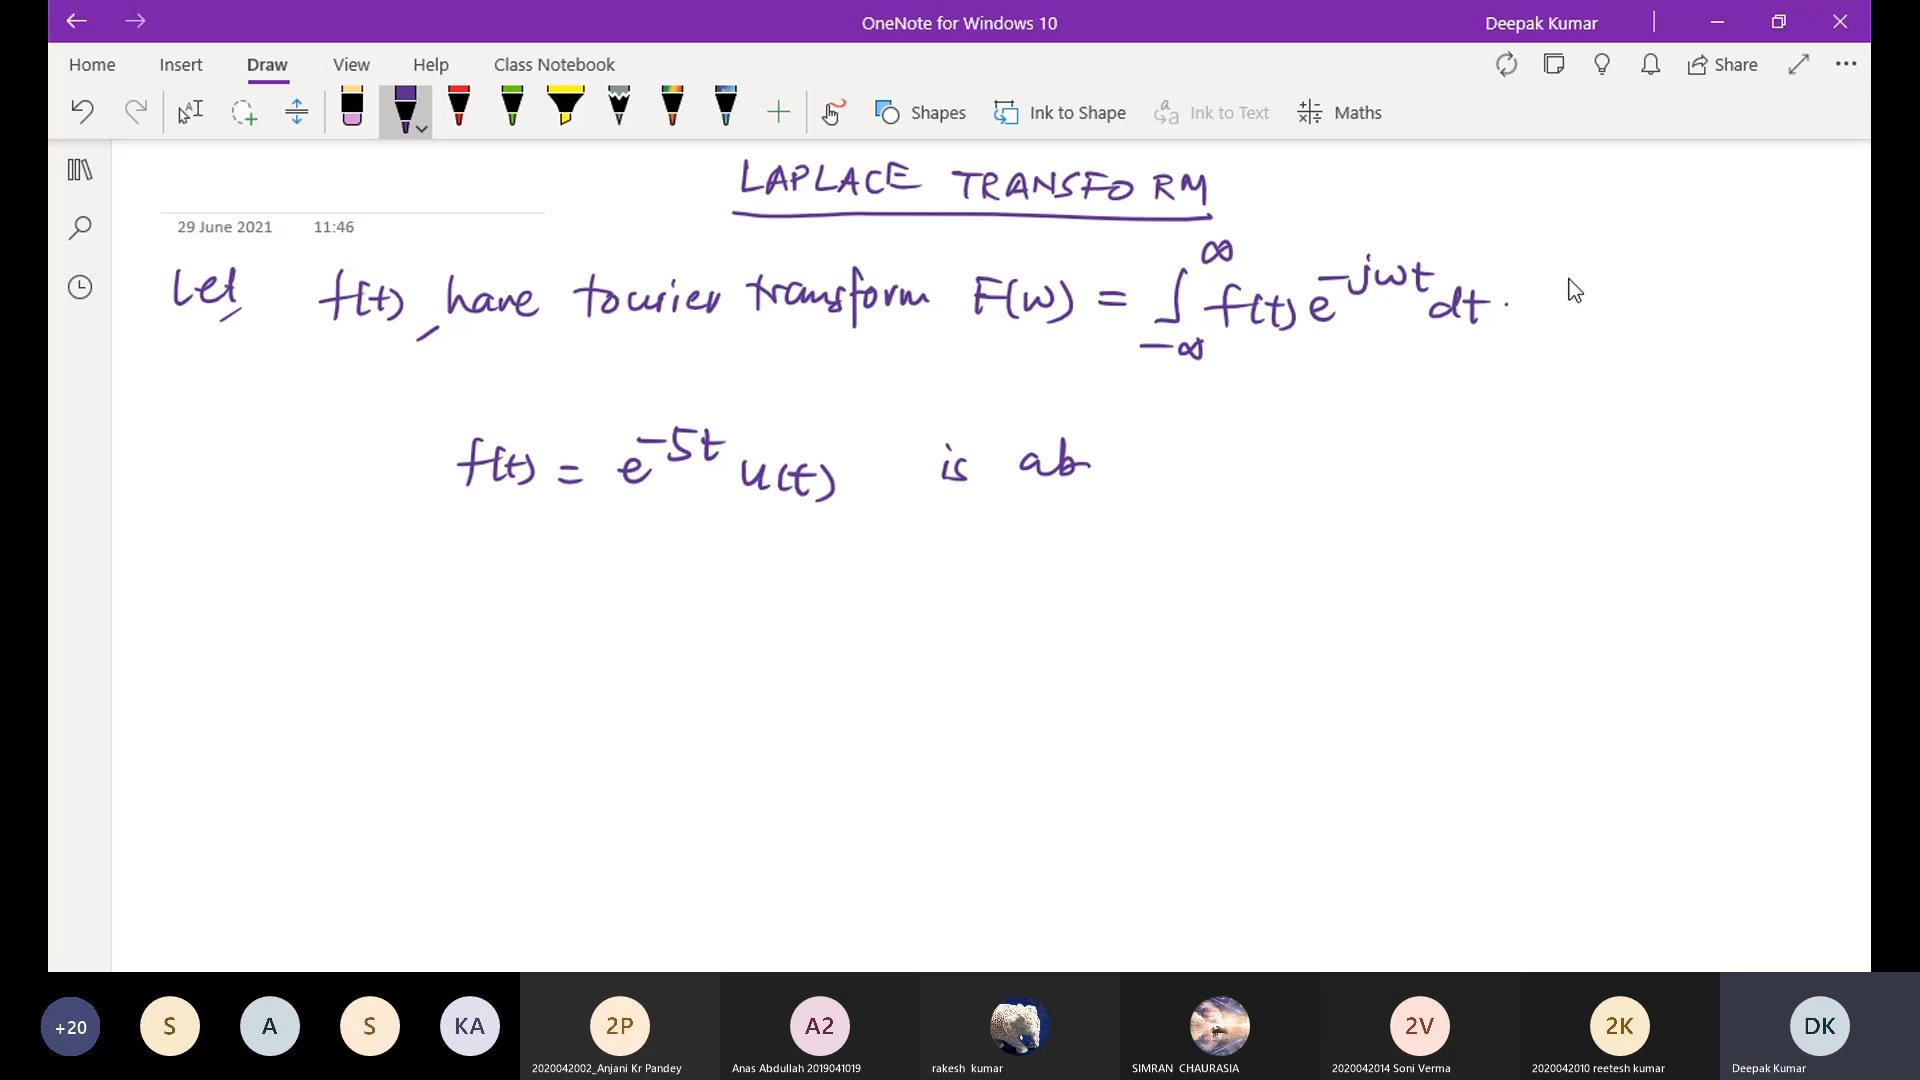 OneNote for Windows 10
Deepak Kumar
Home Insert Draw View Help Class Notebook
Share
Shapes Ink to Shape Ink to Text Maths
LAPLACE TRANSFORM
29 June 2021 11:46
Let f(t), have fourier transform F(w) = ∫_{-∞}^{∞} f(t) e^{-jωt} dt.
f(t) = e^{-5t} u(t) is ab
+20 S A S KA 2P A2 2V 2K DK
2020042002_Anjani Kr Pandey Anas Abdullah 2019041019 rakesh kumar SIMRAN CHAURASIA 2020042014 Soni Verma 2020042010 reetesh kumar Deepak Kumar